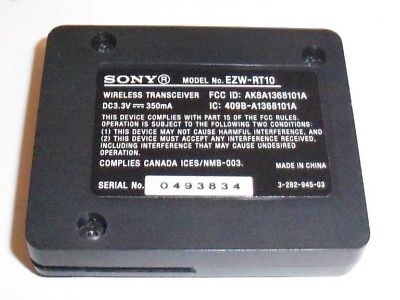 SONY® MODEL No. EZW-RT10
WIRELESS TRANSCEIVER FCC ID: AK8A1368101A
DC3.3V ⎓ 350mA IC: 409B-A1368101A
THIS DEVICE COMPLIES WITH PART 15 OF THE FCC RULES.
OPERATION IS SUBJECT TO THE FOLLOWING TWO CONDITIONS:
(1) THIS DEVICE MAY NOT CAUSE HARMFUL INTERFERENCE, AND
(2) THIS DEVICE MUST ACCEPT ANY INTERFERENCE RECEIVED,
INCLUDING INTERFERENCE THAT MAY CAUSE UNDESIRED
OPERATION.
COMPLIES CANADA ICES/NMB-003. MADE IN CHINA
SERIAL No. 0493834 3-282-945-03